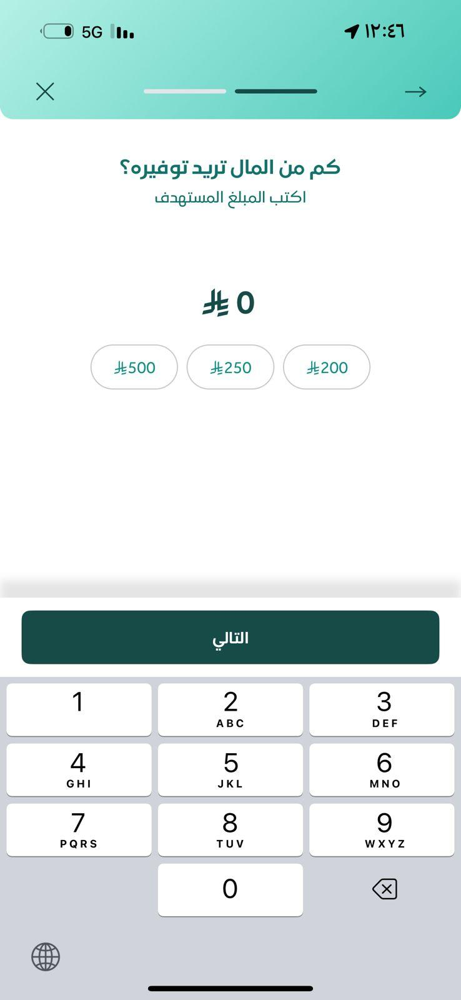 ١٢:٤٦
5G
كم من المال تريد توفيره؟
اكتب المبلغ المستهدف
⃁ 0
⃁200
⃁250
⃁500
التالي
1
2
ABC
3
DEF
4
GHI
5
JKL
6
MNO
7
PQRS
8
TUV
9
WXYZ
0